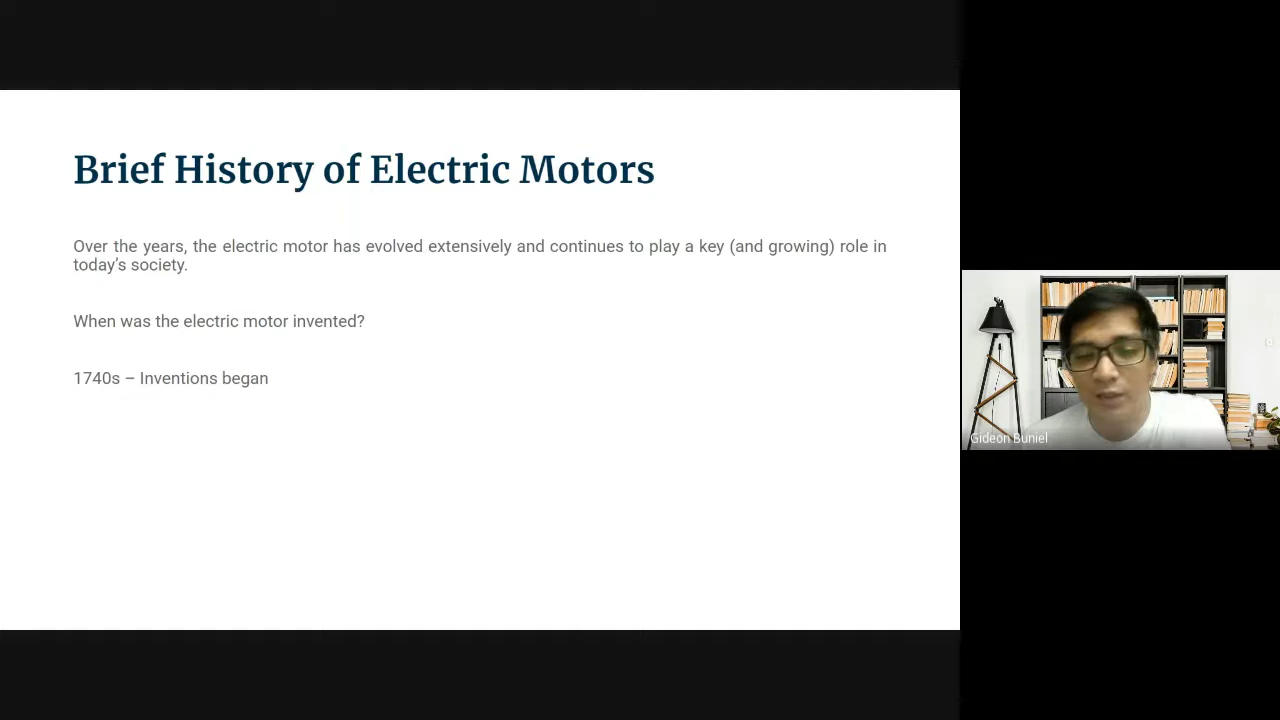 Brief History of Electric Motors
Over the years, the electric motor has evolved extensively and continues to play a key (and growing) role in
today’s society.
When was the electric motor invented?
1740s – Inventions began
Gideon Buniel